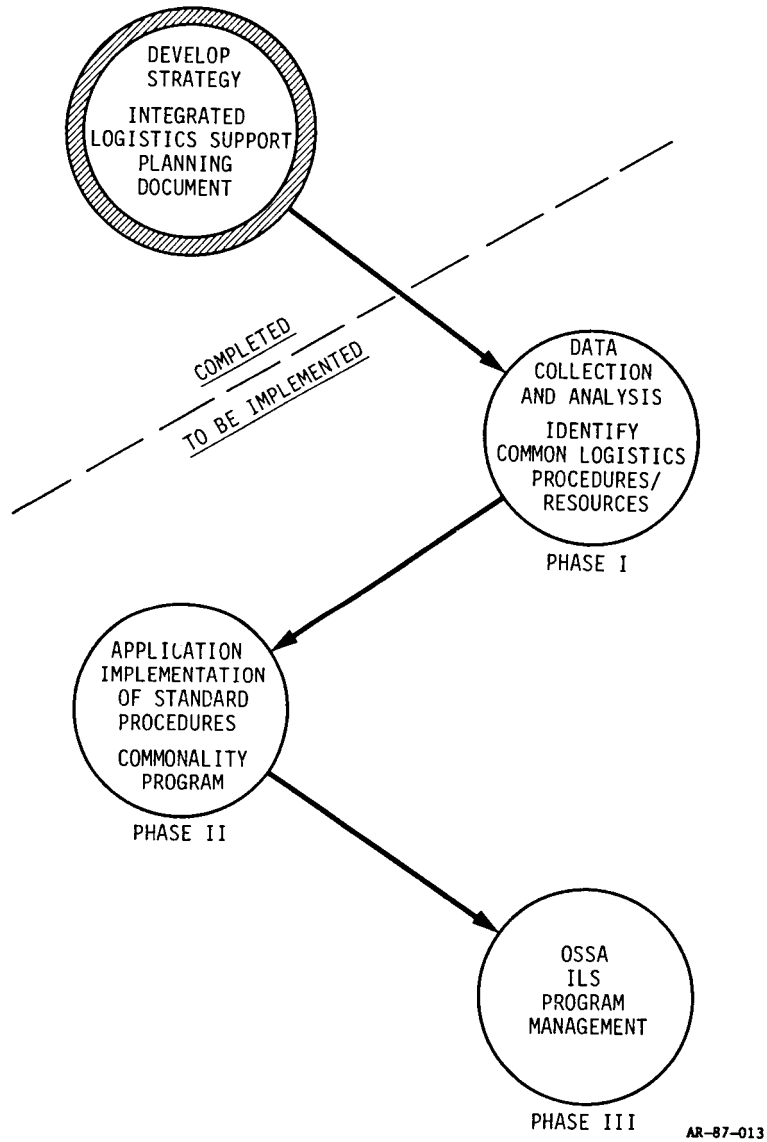 DEVELOP
STRATEGY
INTEGRATED
LOGISTICS SUPPORT
PLANNING
DOCUMENT
COMPLETED
TO BE IMPLEMENTED
DATA
COLLECTION
AND ANALYSIS
IDENTIFY
COMMON LOGISTICS
PROCEDURES/
RESOURCES
PHASE I
APPLICATION
IMPLEMENTATION
OF STANDARD
PROCEDURES
COMMONALITY
PROGRAM
PHASE II
OSSA
ILS
PROGRAM
MANAGEMENT
PHASE III
AR-87-013